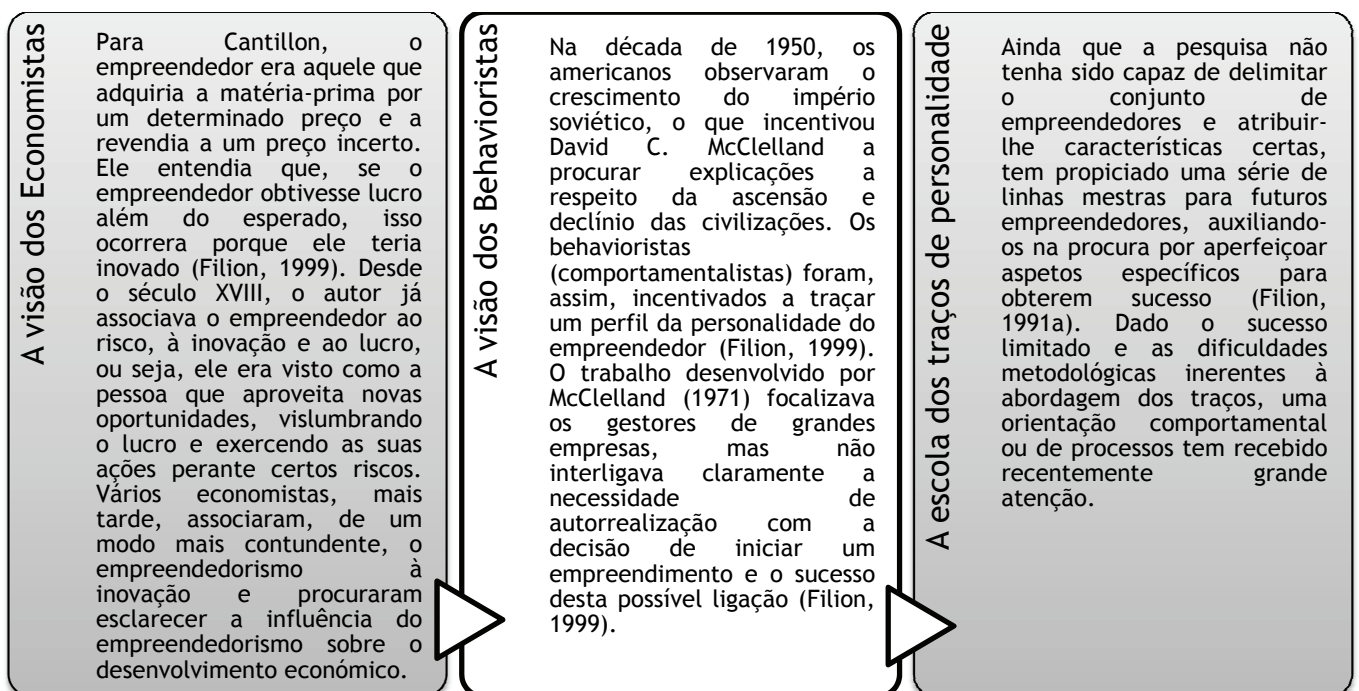 A visão dos Economistas
Para Cantillon, o
empreendedor era aquele que
adquiria a matéria-prima por
um determinado preço e a
revendia a um preço incerto.
Ele entendia que, se o
empreendedor obtivesse lucro
além do esperado, isso
ocorrera porque ele teria
inovado (Filion, 1999). Desde
o século XVIII, o autor já
associava o empreendedor ao
risco, à inovação e ao lucro,
ou seja, ele era visto como a
pessoa que aproveita novas
oportunidades, vislumbrando
o lucro e exercendo as suas
ações perante certos riscos.
Vários economistas, mais
tarde, associaram, de um
modo mais contundente, o
empreendedorismo à
inovação e procuraram
esclarecer a influência do
empreendedorismo sobre o
desenvolvimento económico.
A visão dos Behavioristas
Na década de 1950, os
americanos observaram o
crescimento do império
soviético, o que incentivou
David C. McClelland a
procurar explicações a
respeito da ascensão e
declínio das civilizações. Os
behavioristas
(comportamentalistas) foram,
assim, incentivados a traçar
um perfil da personalidade do
empreendedor (Filion, 1999).
O trabalho desenvolvido por
McClelland (1971) focalizava
os gestores de grandes
empresas, mas não
interligava claramente a
necessidade de
autorrealização com a
decisão de iniciar um
empreendimento e o sucesso
desta possível ligação (Filion,
1999).
A escola dos traços de personalidade
Ainda que a pesquisa não
tenha sido capaz de delimitar
o conjunto de
empreendedores e atribuir-
lhe características certas,
tem propiciado uma série de
linhas mestras para futuros
empreendedores, auxiliando-
os na procura por aperfeiçoar
aspetos específicos para
obterem sucesso (Filion,
1991a). Dado o sucesso
limitado e as dificuldades
metodológicas inerentes à
abordagem dos traços, uma
orientação comportamental
ou de processos tem recebido
recentemente grande
atenção.